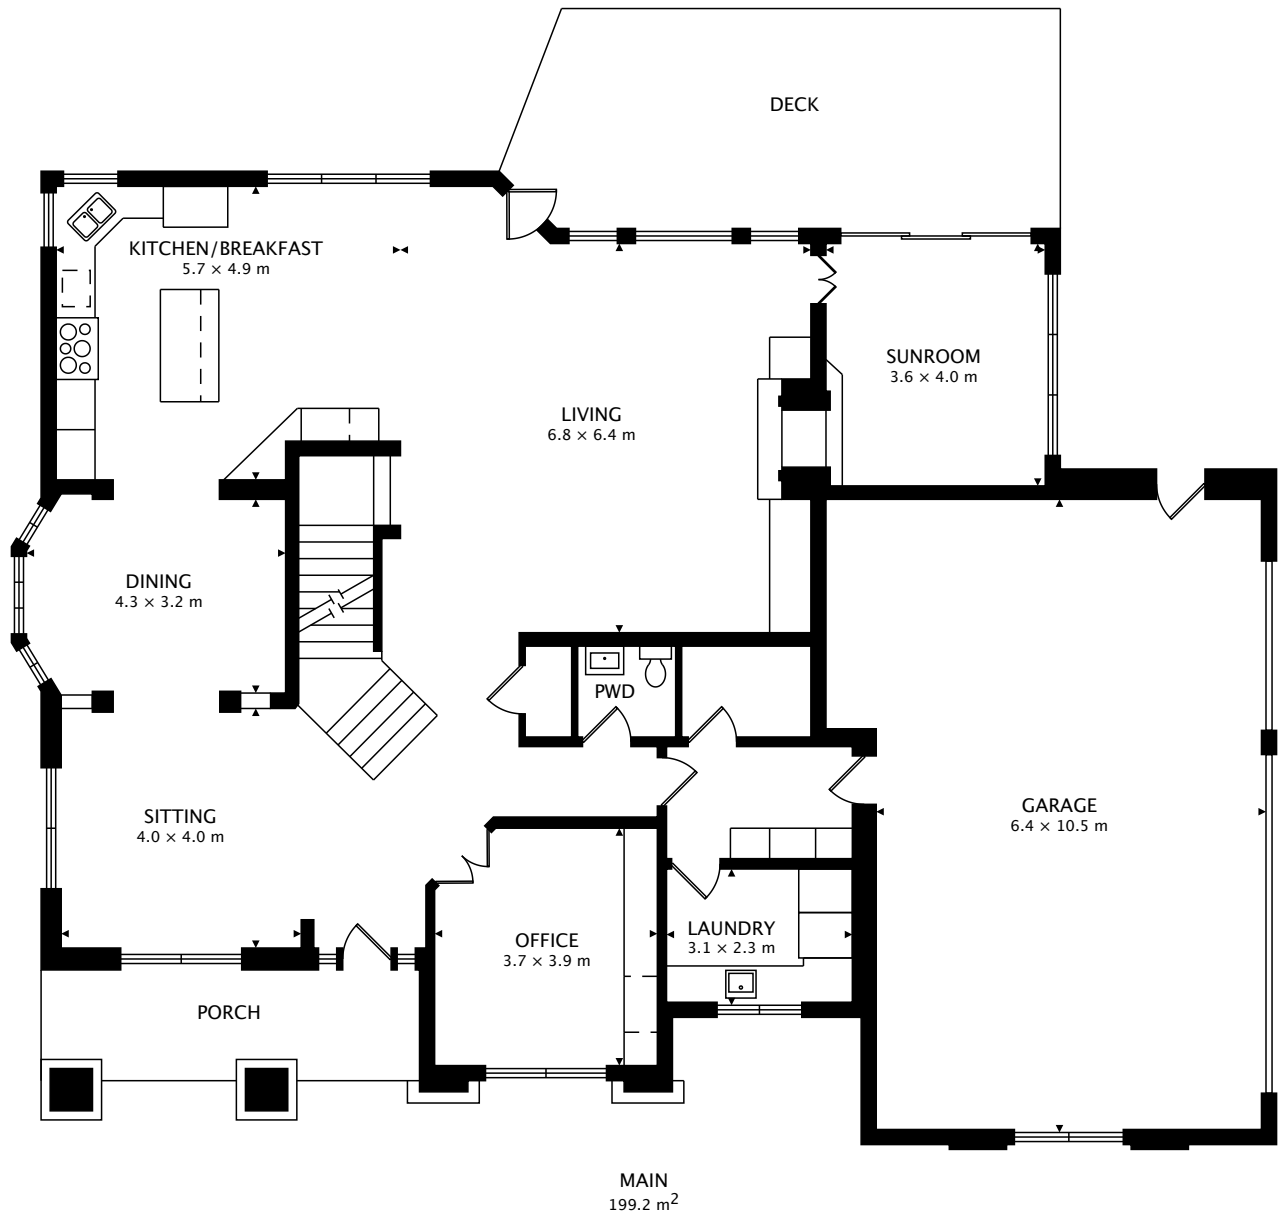 DECK
KITCHEN/BREAKFAST
5.7 × 4.9 m
SUNROOM
3.6 × 4.0 m
LIVING
6.8 × 6.4 m
DINING
4.3 × 3.2 m
PWD
SITTING
4.0 × 4.0 m
GARAGE
6.4 × 10.5 m
OFFICE
3.7 × 3.9 m
LAUNDRY
3.1 × 2.3 m
PORCH
MAIN
199.2 m²